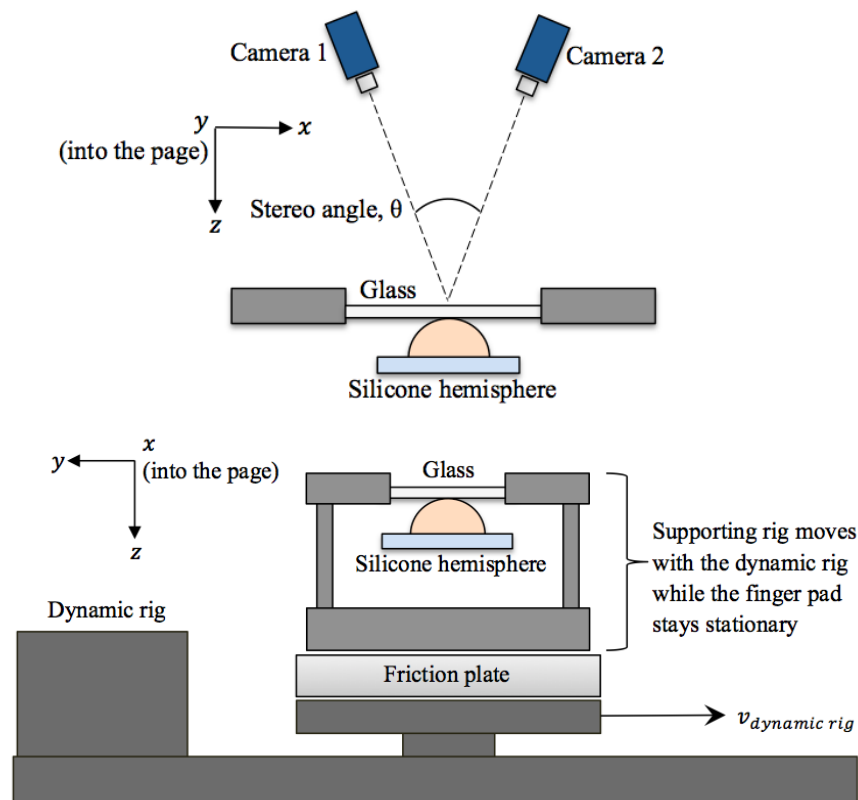 Camera 1
Camera 2
y
x
(into the page)
z
Stereo angle, θ
Glass
Silicone hemisphere
x
y
(into the page)
z
Glass
Silicone hemisphere
Supporting rig moves
with the dynamic rig
while the finger pad
stays stationary
Dynamic rig
Friction plate
v dynamic rig